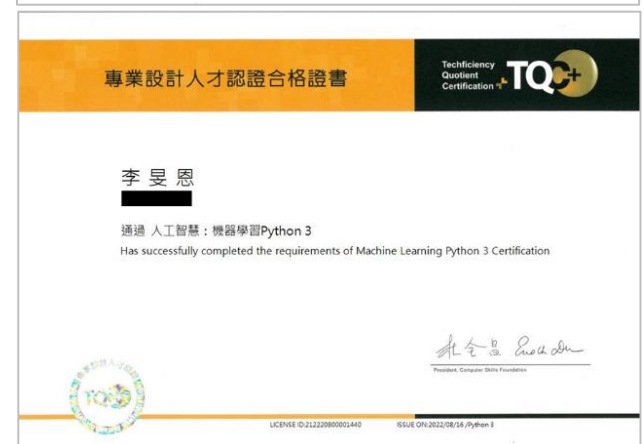 專業設計人才認證合格證書
Techficiency
Quotient
Certification
TQC+
李旻恩
通過 人工智慧：機器學習Python 3
Has successfully completed the requirements of Machine Learning Python 3 Certification
President, Computer Skills Foundation
TQC+
LICENSE ID:212220800001440
ISSUE ON:2022/08/16 /Python 3